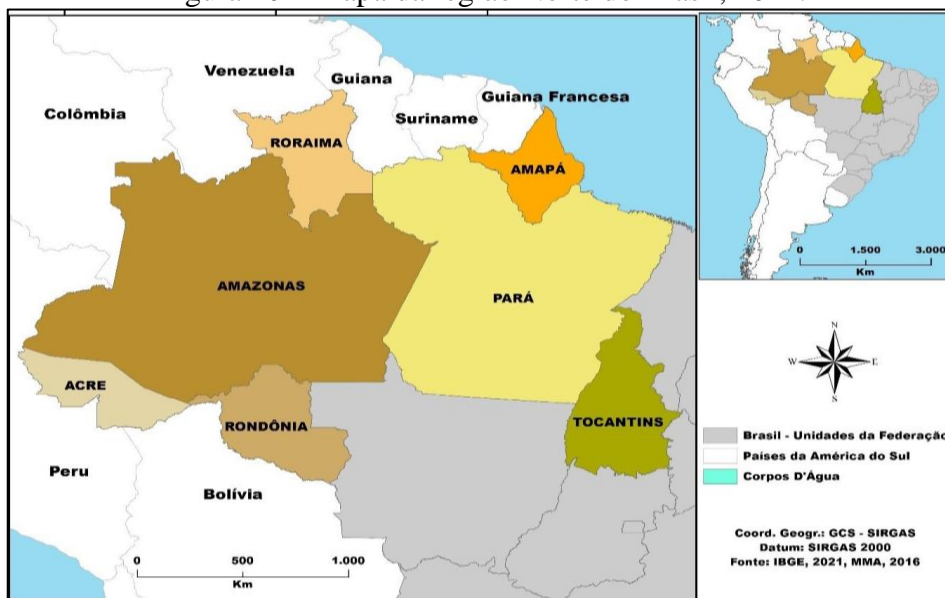 Venezuela
Guiana
Guiana Francesa
Colômbia
Suriname
RORAIMA
AMAPÁ
AMAZONAS
PARÁ
ACRE
RONDÔNIA
TOCANTINS
Peru
Bolívia
0 500 1.000
Km
0 1.500 3.000
Km
N
W E
S
Brasil - Unidades da Federação
Países da América do Sul
Corpos D'Água
Coord. Geogr.: GCS - SIRGAS
Datum: SIRGAS 2000
Fonte: IBGE, 2021, MMA, 2016